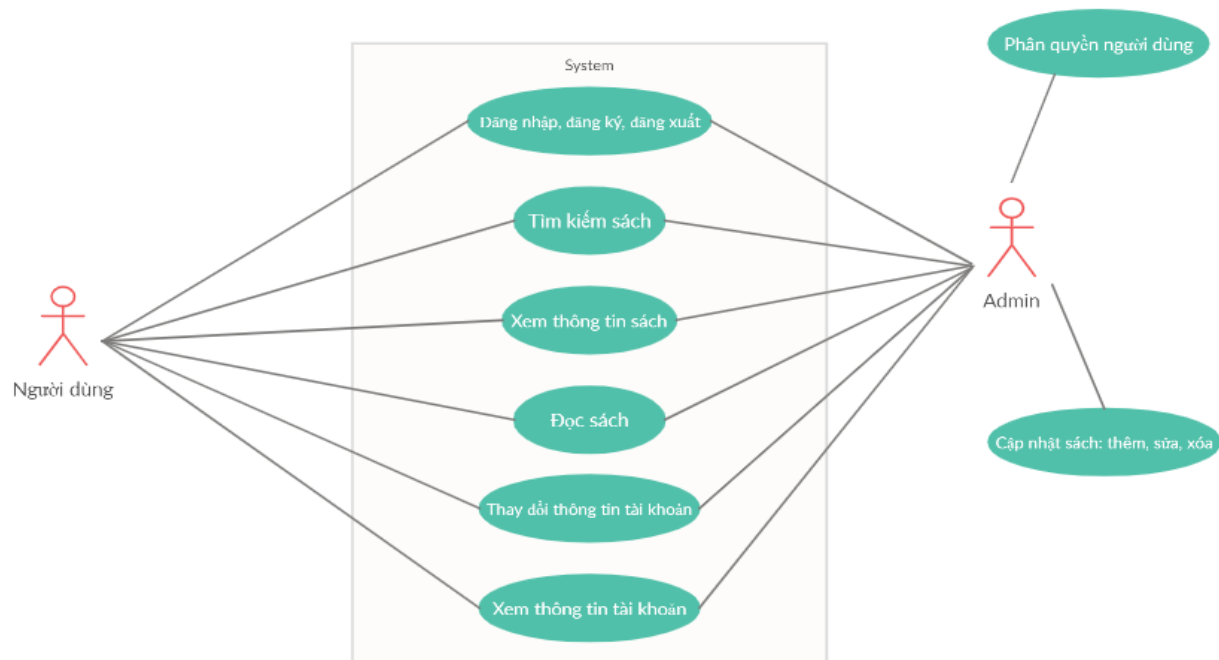 Phân quyền người dùng
System
Đăng nhập, đăng ký, đăng xuất
Tìm kiếm sách
Admin
Xem thông tin sách
Người dùng
Đọc sách
Cập nhật sách: thêm, sửa, xóa
Thay đổi thông tin tài khoản
Xem thông tin tài khoản